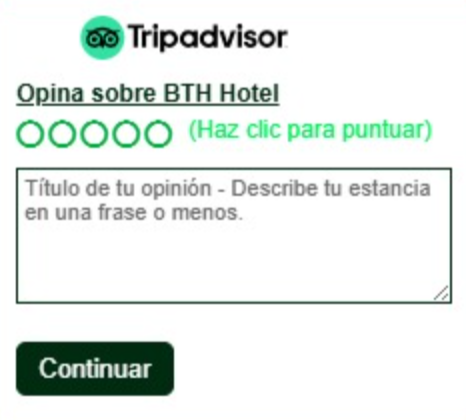 Tripadvisor
Opina sobre BTH Hotel
(Haz clic para puntuar)
Título de tu opinión - Describe tu estancia
en una frase o menos.
Continuar